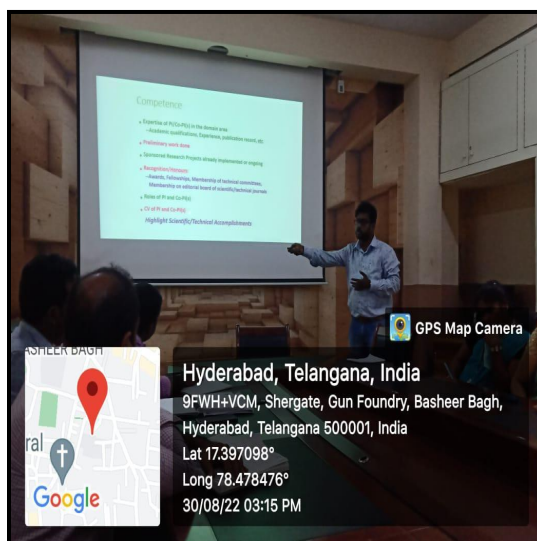 Competence
Expertise of PI/Co-PI(s) in the domain area
-Academic qualifications, Experience, publication record, etc.
Preliminary work done
Sponsored Research Projects already implemented or ongoing
Recognition/Honours:
-Awards, Fellowships, Membership of technical committees,
Membership on editorial board of scientific/technical journals
Roles of PI and Co-PI(s)
CV of PI and Co-PI(s)
Highlight Scientific/Technical Accomplishments
GPS Map Camera
BASHEER BAGH
ral
Google
Hyderabad, Telangana, India
9FWH+VCM, Shergate, Gun Foundry, Basheer Bagh,
Hyderabad, Telangana 500001, India
Lat 17.397098°
Long 78.478476°
30/08/22 03:15 PM